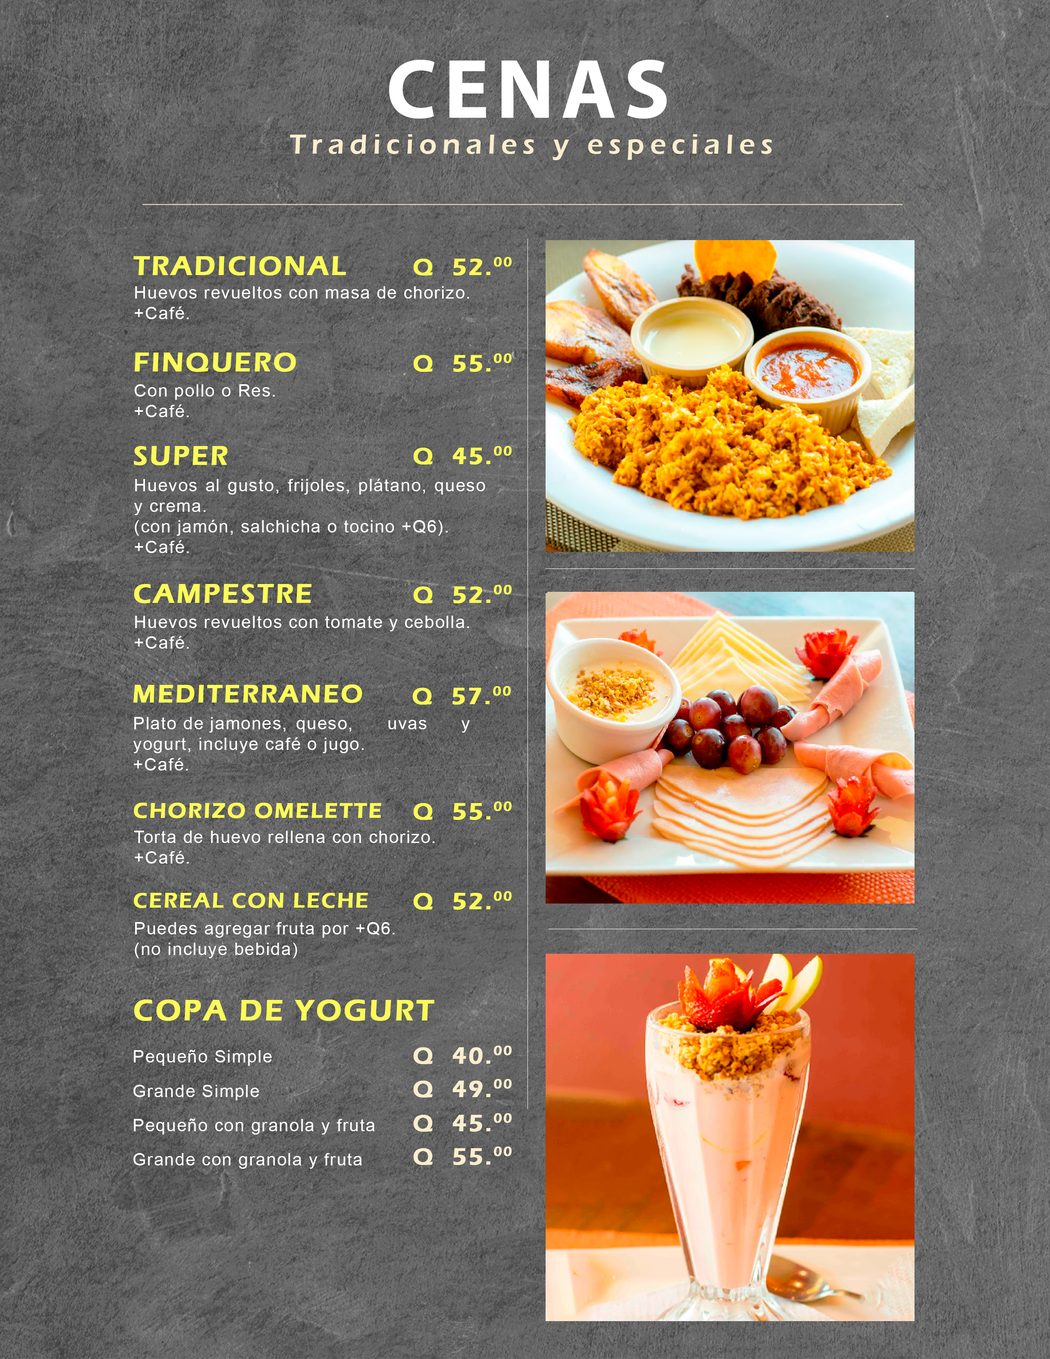 CENAS
Tradicionales y especiales
TRADICIONAL Q 52.00
Huevos revueltos con masa de chorizo.
+Café.
FINQUERO Q 55.00
Con pollo o Res.
+Café.
SUPER Q 45.00
Huevos al gusto, frijoles, plátano, queso
y crema.
(con jamón, salchicha o tocino +Q6).
+Café.
CAMPESTRE Q 52.00
Huevos revueltos con tomate y cebolla.
+Café.
MEDITERRANEO Q 57.00
Plato de jamones, queso, uvas y
yogurt, incluye café o jugo.
+Café.
CHORIZO OMELETTE Q 55.00
Torta de huevo rellena con chorizo.
+Café.
CEREAL CON LECHE Q 52.00
Puedes agregar fruta por +Q6.
(no incluye bebida)
COPA DE YOGURT
Pequeño Simple Q 40.00
Grande Simple Q 49.00
Pequeño con granola y fruta Q 45.00
Grande con granola y fruta Q 55.00